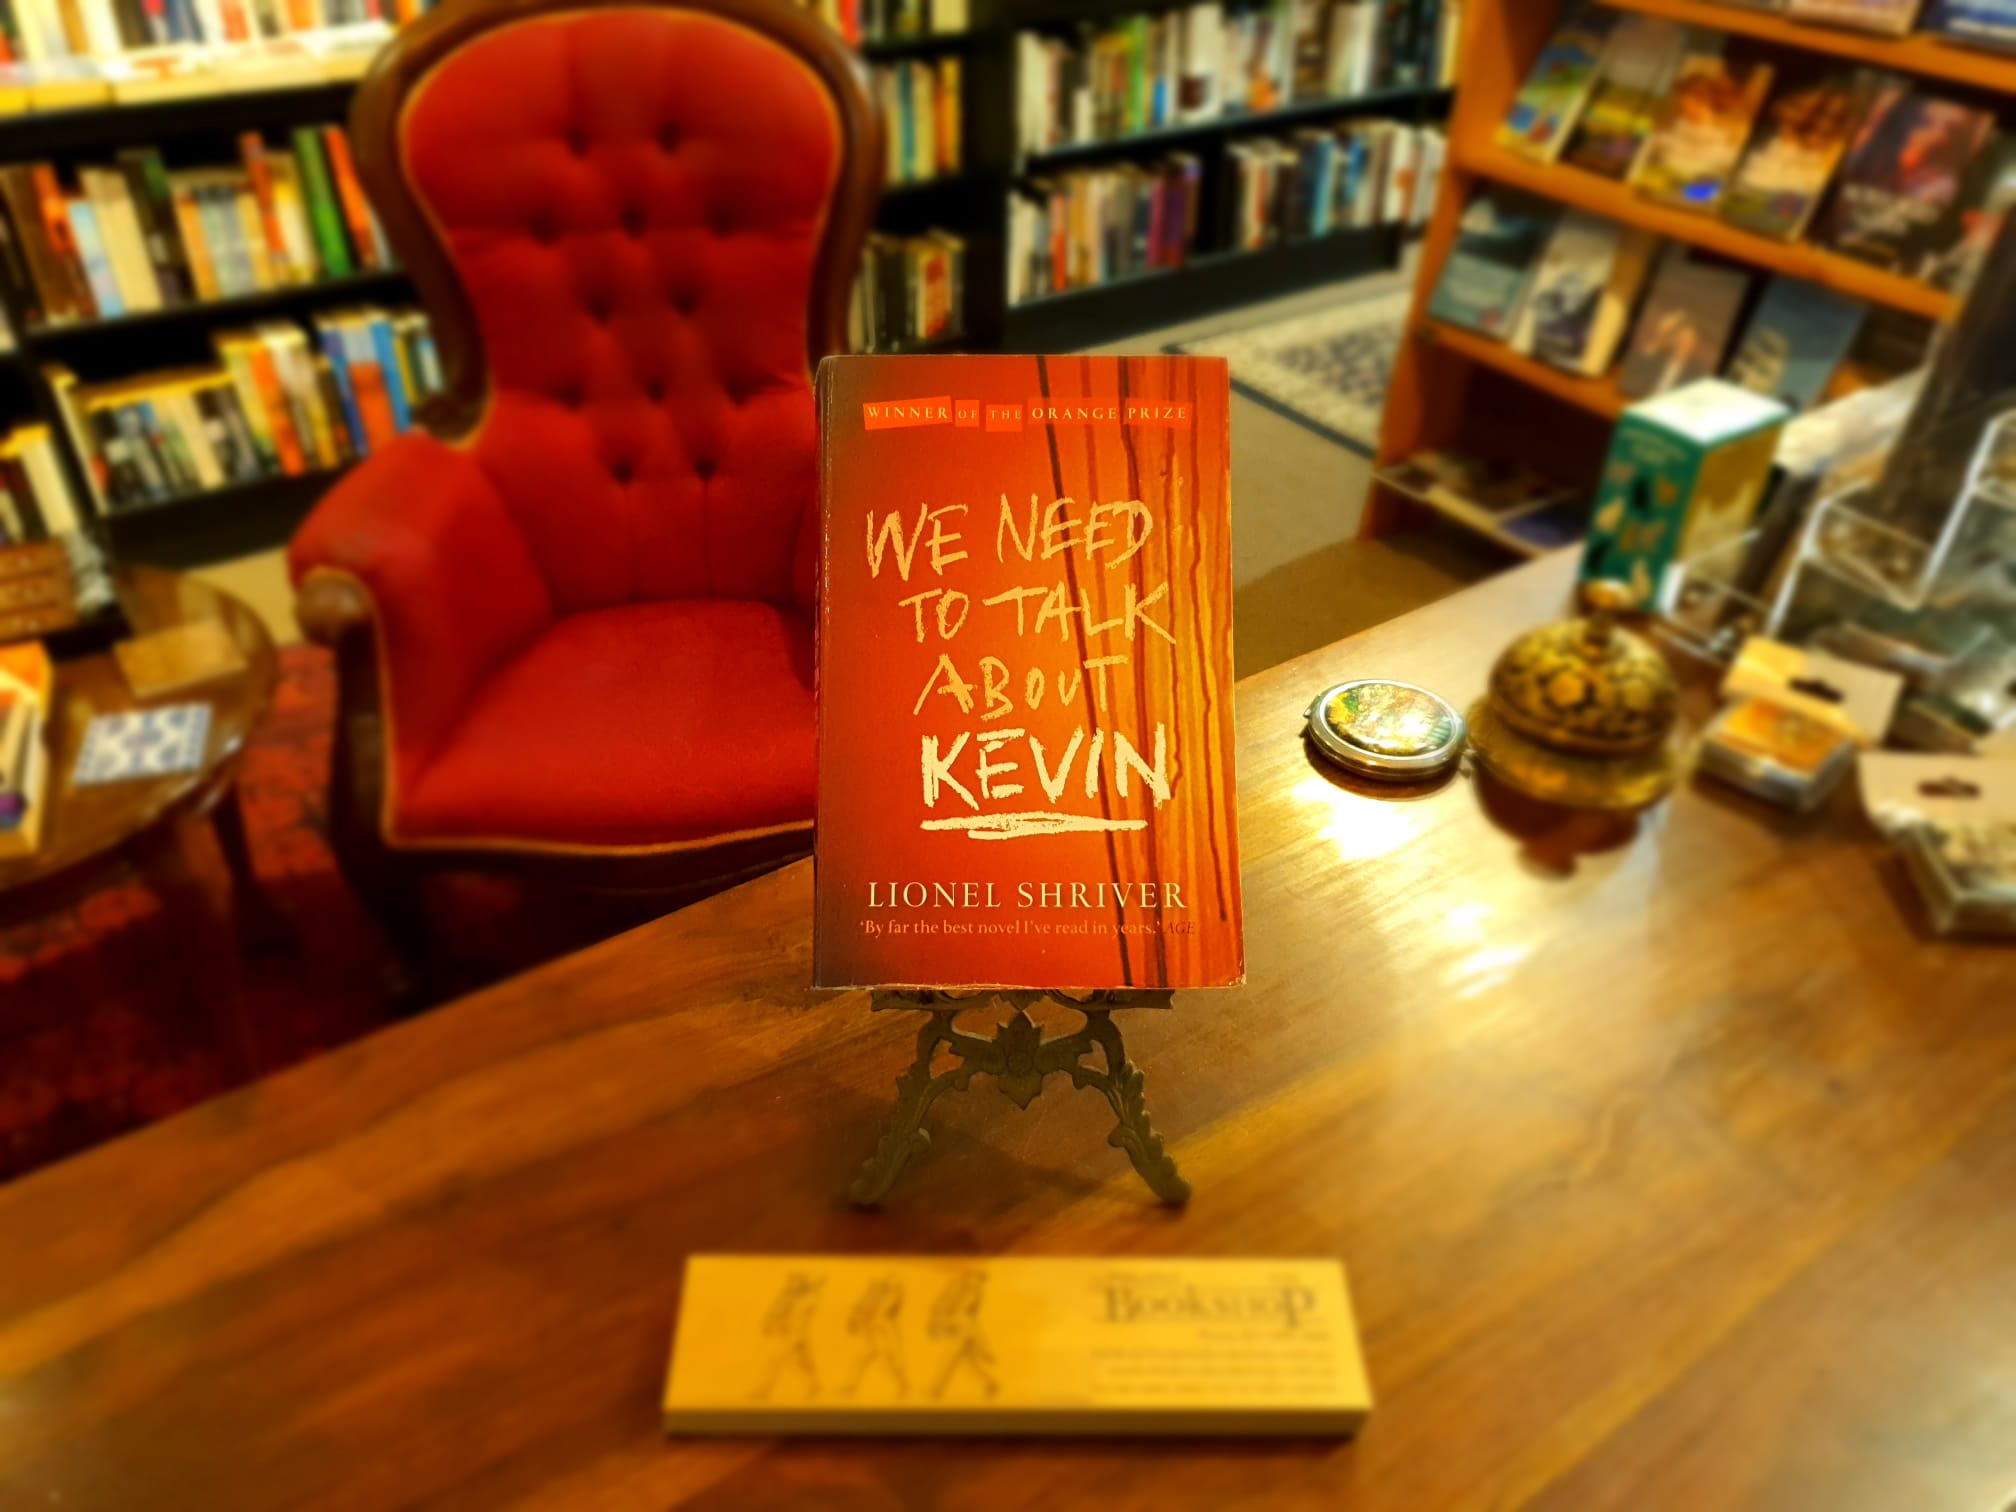 WINNER OF THE ORANGE PRIZE
WE NEED
TO TALK
ABOUT
KEVIN
LIONEL SHRIVER
'By far the best novel I've read in years.' AGE
Bookshop